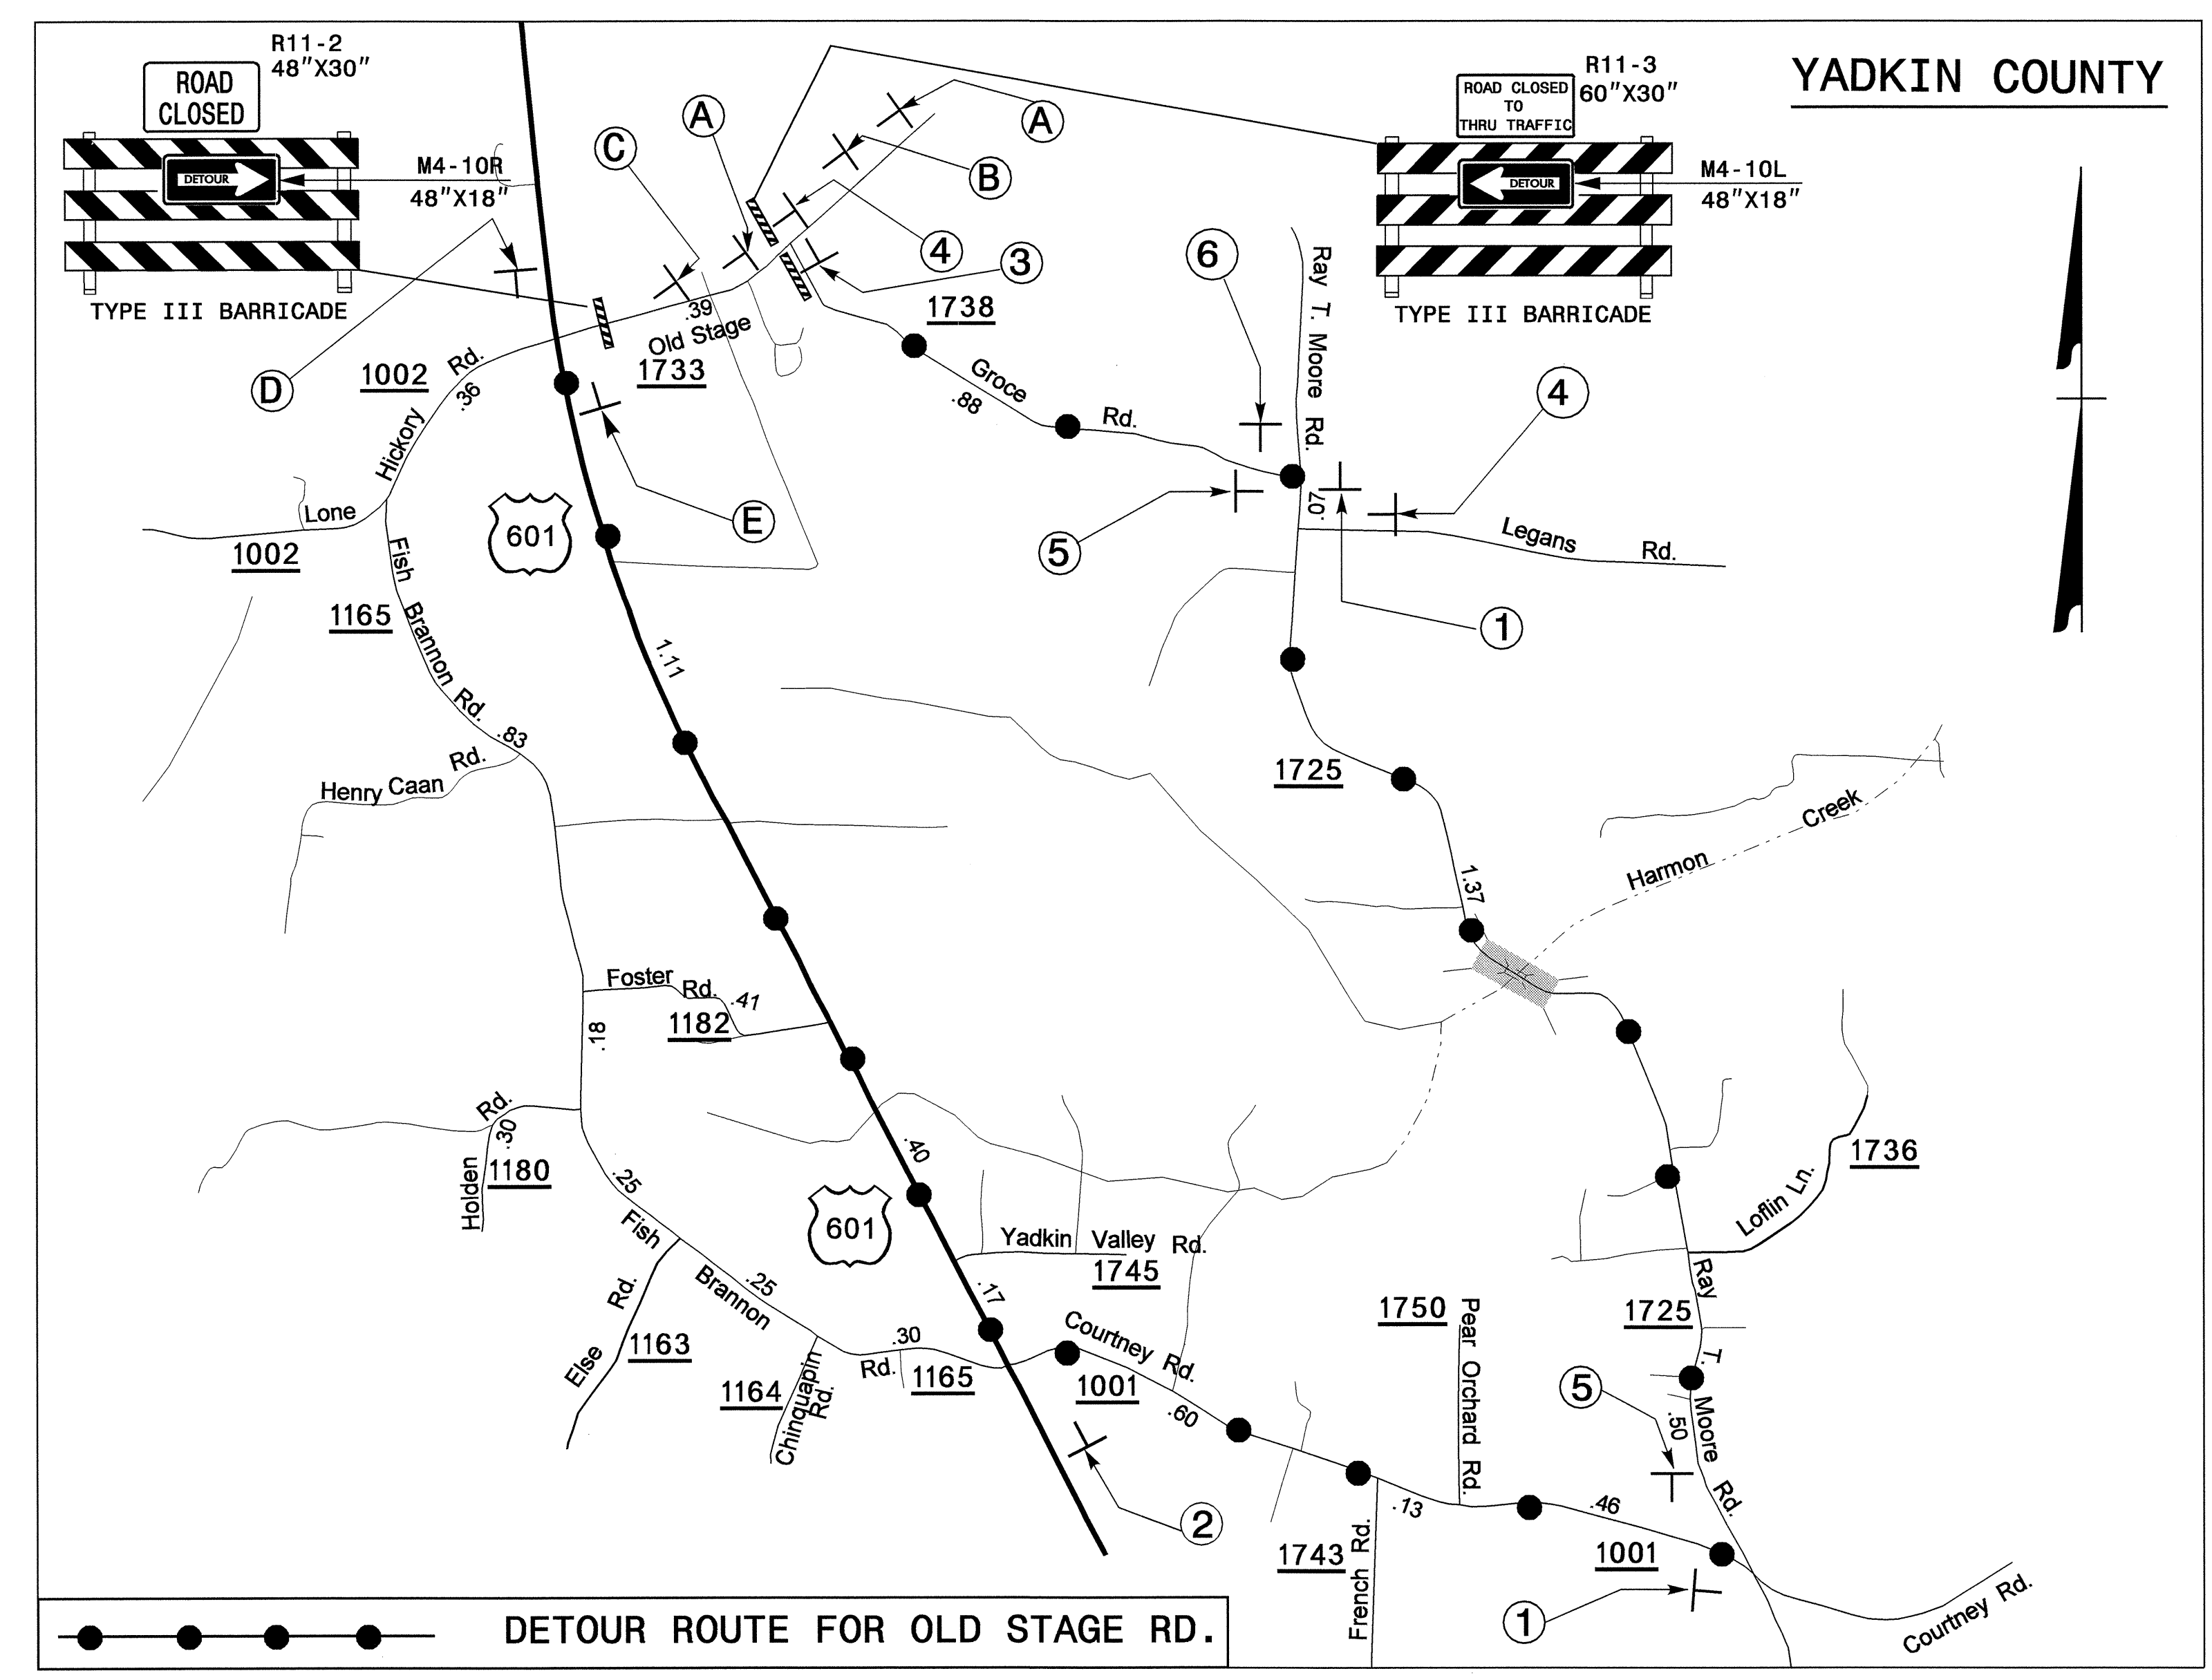 YADKIN COUNTY
R11-2
48"X30"
ROAD
CLOSED
M4-10R
48"X18"
DETOUR
TYPE III BARRICADE
R11-3
60"X30"
ROAD CLOSED
TO
THRU TRAFFIC
DETOUR
M4-10L
48"X18"
TYPE III BARRICADE
A
A
C
B
4
3
6
D
E
4
5
1
1738
.39
Old Stage
1733
1002
Hickory Rd.
.36
Groce Rd.
.88
Ray T. Moore Rd.
.07
Lone
1002
601
Legans Rd.
Fish Brannon Rd.
1165
1.11
.83
Henry Caan Rd.
1725
Creek
Harmon
1.37
Foster Rd.
.41
1182
.18
Rd.
.30
Holden
1180
.25
Fish
.40
601
Yadkin Valley Rd.
1745
1736
Loflin Ln.
Ray
1725
T.
Moore
.50
Rd.
5
.17
.25
Brannon
Else Rd.
1163
.30
Rd.
1165
1164
Chinquapin
Rd.
Courtney Rd.
1001
.60
1750
Pear Orchard Rd.
.13
.46
2
1743
French Rd.
1001
1
Courtney Rd.
DETOUR ROUTE FOR OLD STAGE RD.